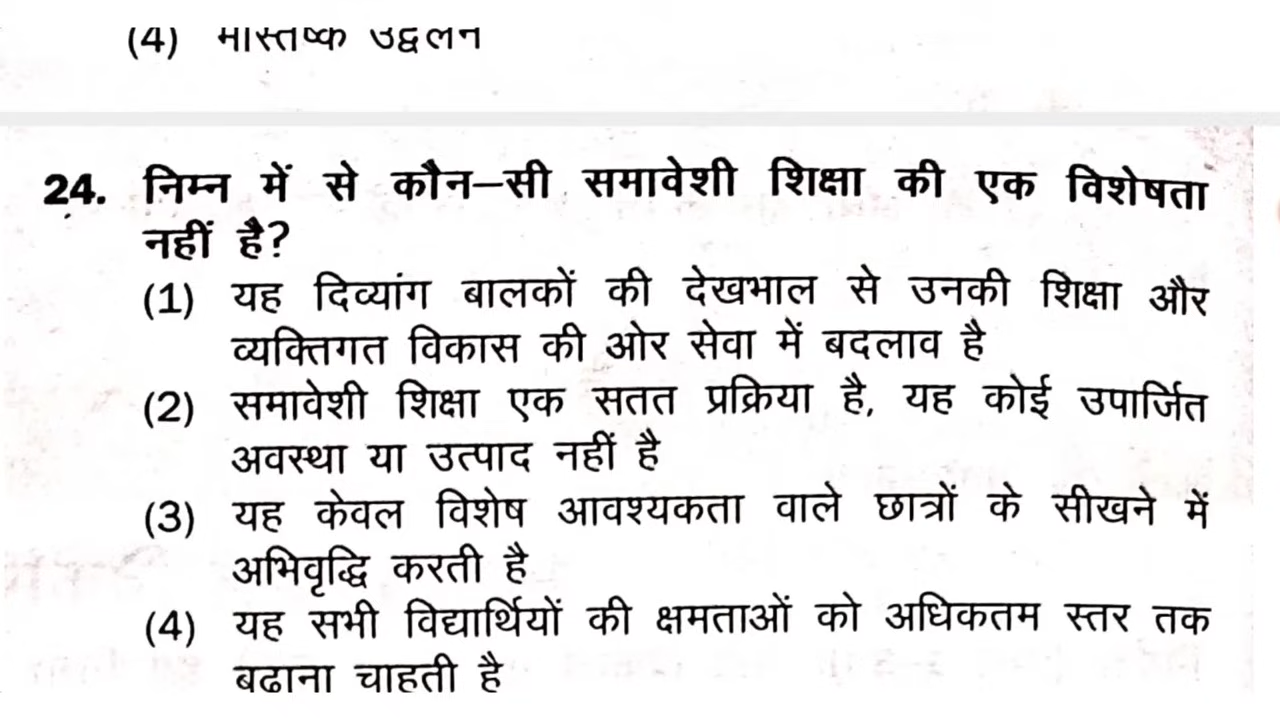 (4) मस्तिष्क उद्वेलन
24. निम्न में से कौन–सी समावेशी शिक्षा की एक विशेषता
नहीं है?
(1) यह दिव्यांग बालकों की देखभाल से उनकी शिक्षा और
व्यक्तिगत विकास की ओर सेवा में बदलाव है
(2) समावेशी शिक्षा एक सतत प्रक्रिया है, यह कोई उपार्जित
अवस्था या उत्पाद नहीं है
(3) यह केवल विशेष आवश्यकता वाले छात्रों के सीखने में
अभिवृद्धि करती है
(4) यह सभी विद्यार्थियों की क्षमताओं को अधिकतम स्तर तक
बढाना चाहती है